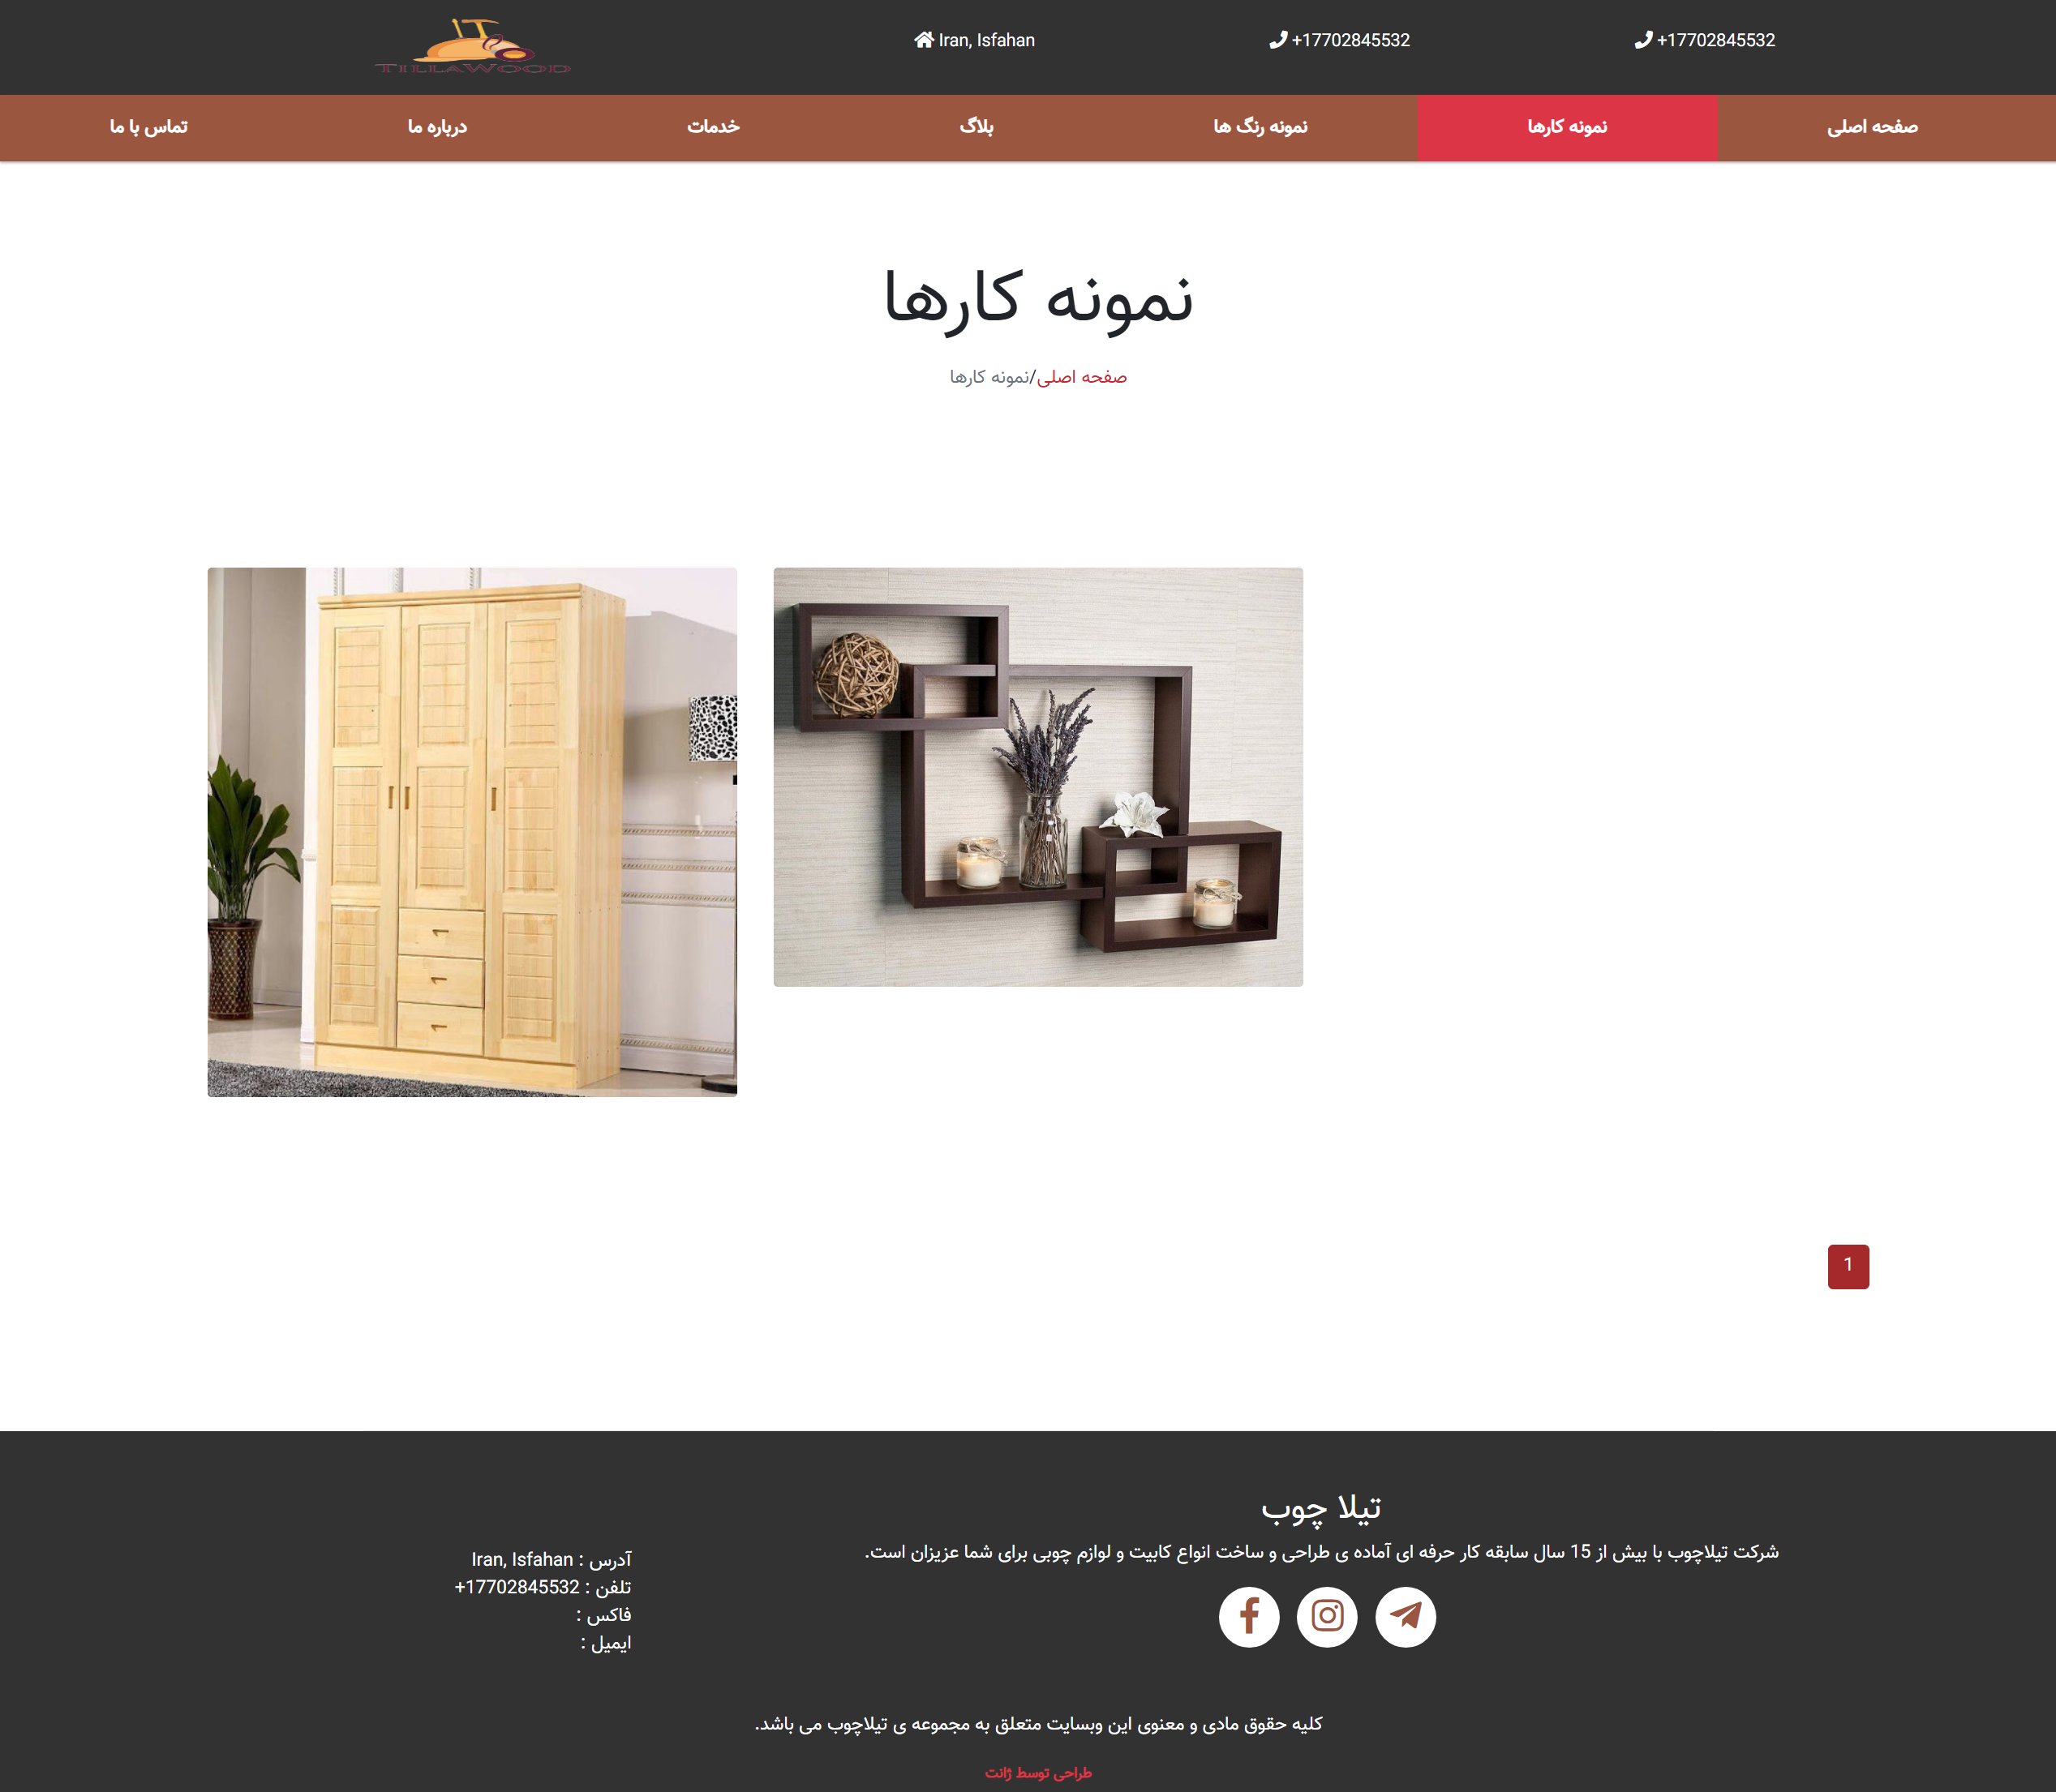 TILLAWOOD
Iran, Isfahan
+17702845532
+17702845532
صفحه اصلی
نمونه کارها
نمونه رنگ ها
بلاگ
خدمات
درباره ما
تماس با ما
نمونه کارها
صفحه اصلی/نمونه کارها
1
تیلا چوب
شرکت تیلاچوب با بیش از 15 سال سابقه کار حرفه ای آماده ی طراحی و ساخت انواع کابیت و لوازم چوبی برای شما عزیزان است.
آدرس : Iran, Isfahan
تلفن : 17702845532+
فاکس :
ایمیل :
کلیه حقوق مادی و معنوی این وبسایت متعلق به مجموعه ی تیلاچوب می باشد.
طراحی توسط ژانت